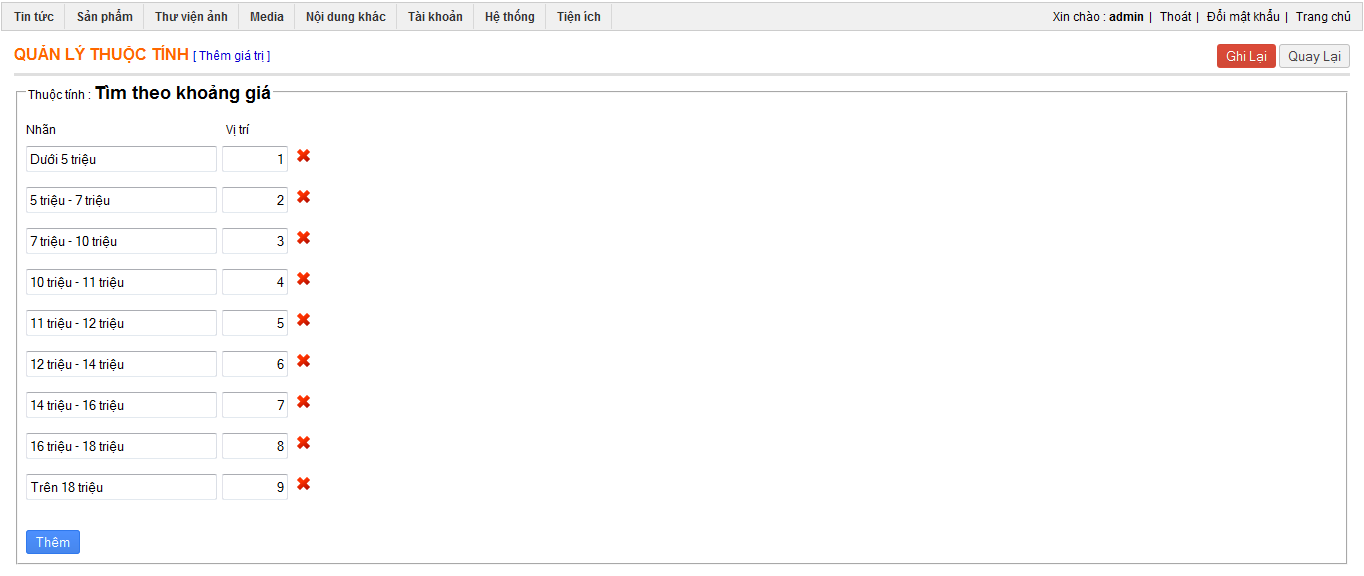 Tin tức Sản phẩm Thư viện ảnh Media Nội dung khác Tài khoản Hệ thống Tiện ích Xin chào : admin | Thoát | Đổi mật khẩu | Trang chủ
QUẢN LÝ THUỘC TÍNH [ Thêm giá trị ] Ghi Lại Quay Lại
Thuộc tính : Tìm theo khoảng giá
Nhãn Vị trí
Dưới 5 triệu 1
5 triệu - 7 triệu 2
7 triệu - 10 triệu 3
10 triệu - 11 triệu 4
11 triệu - 12 triệu 5
12 triệu - 14 triệu 6
14 triệu - 16 triệu 7
16 triệu - 18 triệu 8
Trên 18 triệu 9
Thêm